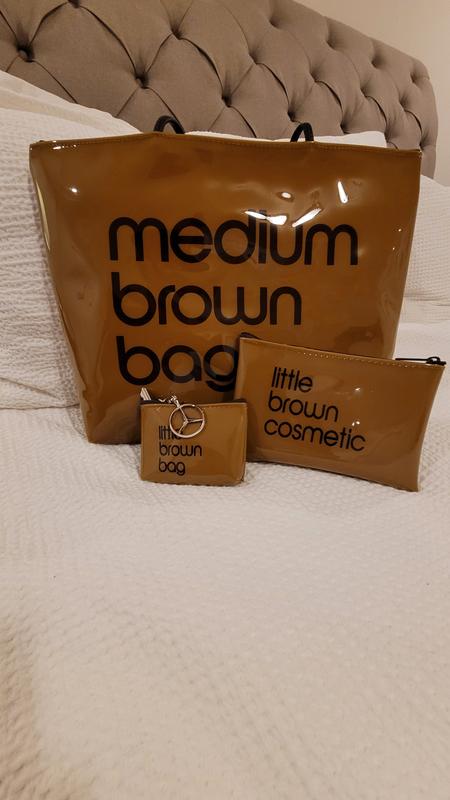 medium
brown
bag
little
brown
cosmetic
little
brown
bag